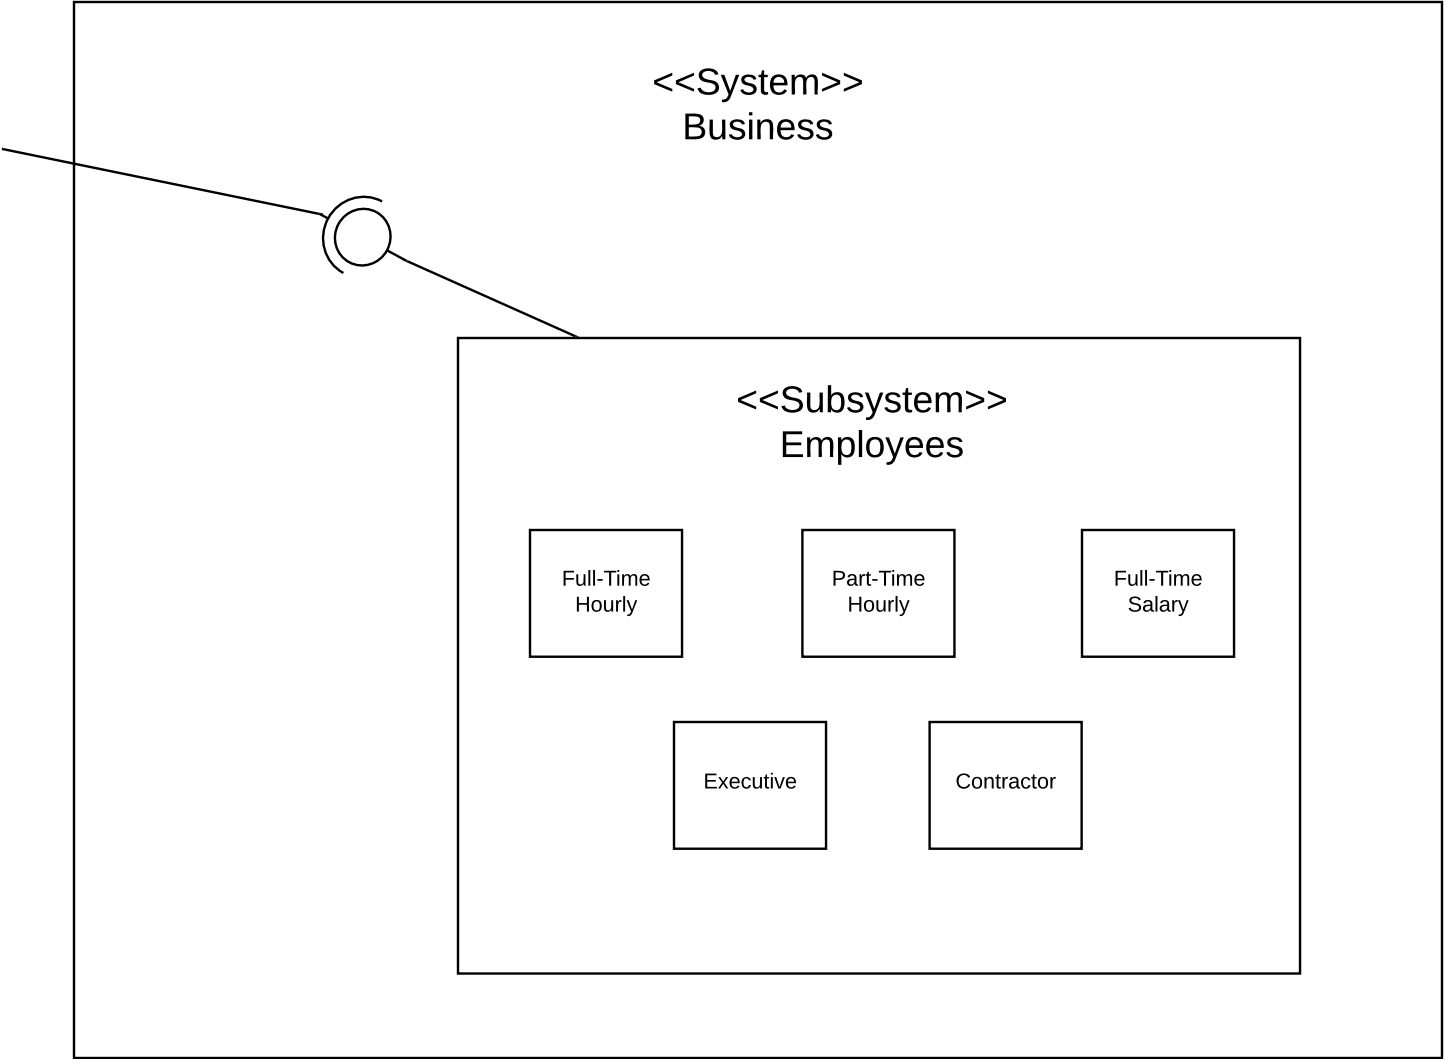 <<System>>
Business
<<Subsystem>>
Employees
Full-Time
Hourly
Part-Time
Hourly
Full-Time
Salary
Executive
Contractor